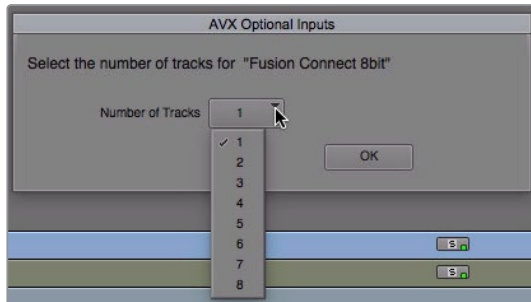 AVX Optional Inputs
Select the number of tracks for "Fusion Connect 8bit"
Number of Tracks 1
✓ 1
2
OK
3
4
5
6
S
7
S
8